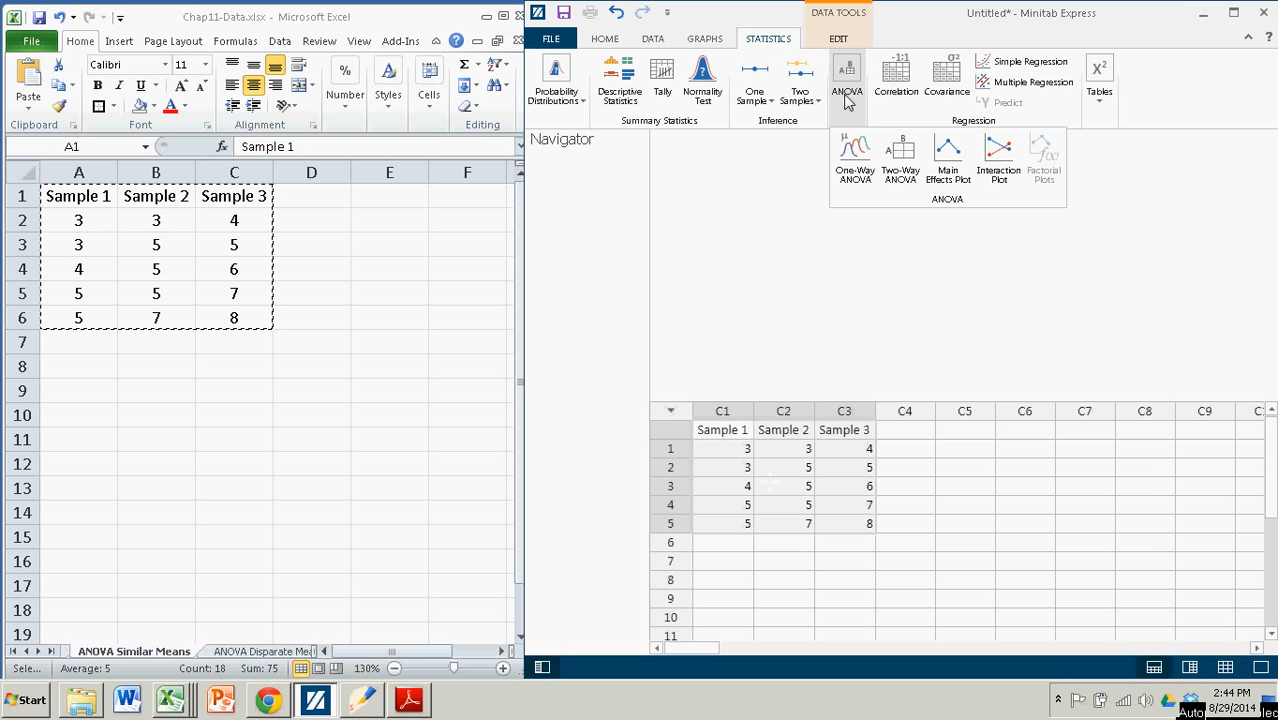 Chap11-Data.xlsx - Microsoft Excel
File Home Insert Page Layout Formulas Data Review View Add-Ins
Paste
Clipboard
Calibri 11
B I U A A
A
Font
Alignment
%
Number
Styles
Cells
Σ
Editing
A1 fx Sample 1
A B C D E F
1 Sample 1 Sample 2 Sample 3
2 3 3 4
3 3 5 5
4 4 5 6
5 5 5 7
6 5 7 8
7
8
9
10
11
12
13
14
15
16
17
18
19
ANOVA Similar Means ANOVA Disparate Me
Sele... Average: 5 Count: 18 Sum: 75 130%
DATA TOOLS
Untitled* - Minitab Express
FILE HOME DATA GRAPHS STATISTICS EDIT
Probability Distributions
Descriptive Statistics
Tally
Normality Test
Summary Statistics
One Sample
Two Samples
Inference
ANOVA
-1:1
Correlation
Covariance
Simple Regression
Multiple Regression
Predict
Regression
X²
Tables
One-Way ANOVA
Two-Way ANOVA
Main Effects Plot
Interaction Plot
Factorial Plots
ANOVA
Navigator
C1 C2 C3 C4 C5 C6 C7 C8 C9
Sample 1 Sample 2 Sample 3
1 3 3 4
2 3 5 5
3 4 5 6
4 5 5 7
5 5 7 8
6
7
8
9
10
11
Start
2:44 PM
8/29/2014